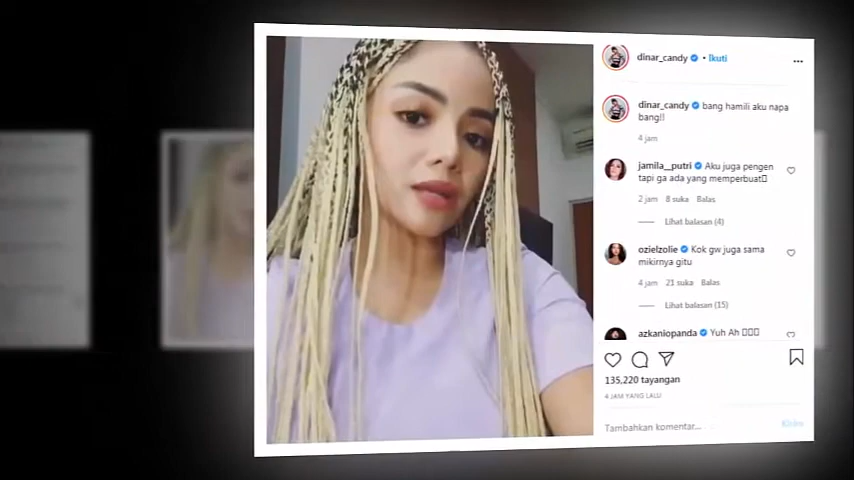 dinar_candy • Ikuti
dinar_candy bang hamili aku napa
bang!!
4 jam
jamila__putri Aku juga pengen
tapi ga ada yang memperbuat
2 jam 8 suka Balas
Lihat balasan (4)
ozielzolie Kok gw juga sama
mikirnya gitu
4 jam 21 suka Balas
Lihat balasan (15)
azkaniopanda Yuh Ah
135,220 tayangan
4 JAM YANG LALU
Tambahkan komentar...
Kirim